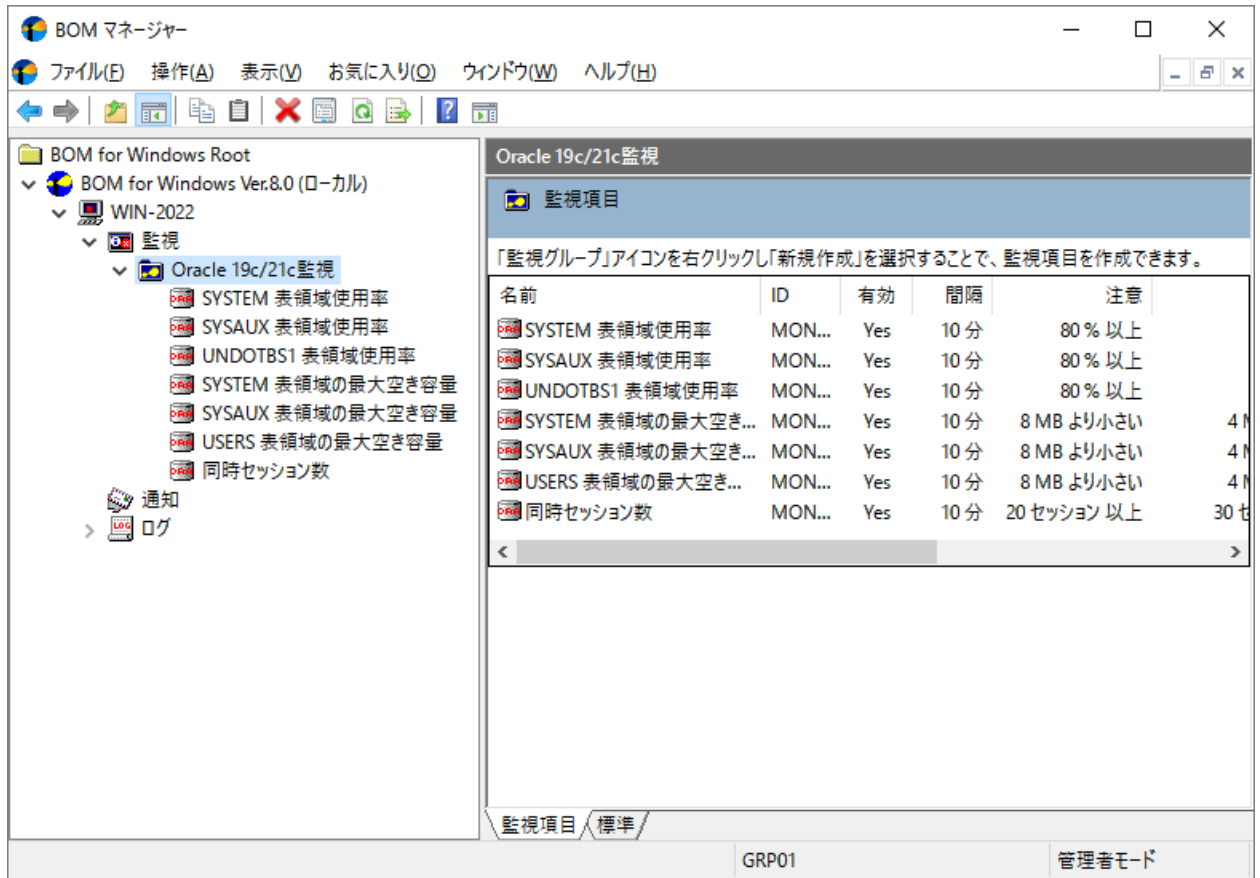 BOM マネージャー
ファイル(F) 操作(A) 表示(V) お気に入り(O) ウィンドウ(W) ヘルプ(H)
BOM for Windows Root
BOM for Windows Ver.8.0 (ローカル)
WIN-2022
監視
Oracle 19c/21c監視
SYSTEM 表領域使用率
SYSAUX 表領域使用率
UNDOTBS1 表領域使用率
SYSTEM 表領域の最大空き容量
SYSAUX 表領域の最大空き容量
USERS 表領域の最大空き容量
同時セッション数
通知
ログ
Oracle 19c/21c監視
監視項目
「監視グループ」アイコンを右クリックし「新規作成」を選択することで、監視項目を作成できます。
名前 ID 有効 間隔 注意
SYSTEM 表領域使用率 MON... Yes 10 分 80 % 以上
SYSAUX 表領域使用率 MON... Yes 10 分 80 % 以上
UNDOTBS1 表領域使用率 MON... Yes 10 分 80 % 以上
SYSTEM 表領域の最大空き... MON... Yes 10 分 8 MB より小さい 4
SYSAUX 表領域の最大空き... MON... Yes 10 分 8 MB より小さい 4
USERS 表領域の最大空き... MON... Yes 10 分 8 MB より小さい 4
同時セッション数 MON... Yes 10 分 20 セッション 以上 30
監視項目 標準
GRP01 管理者モード